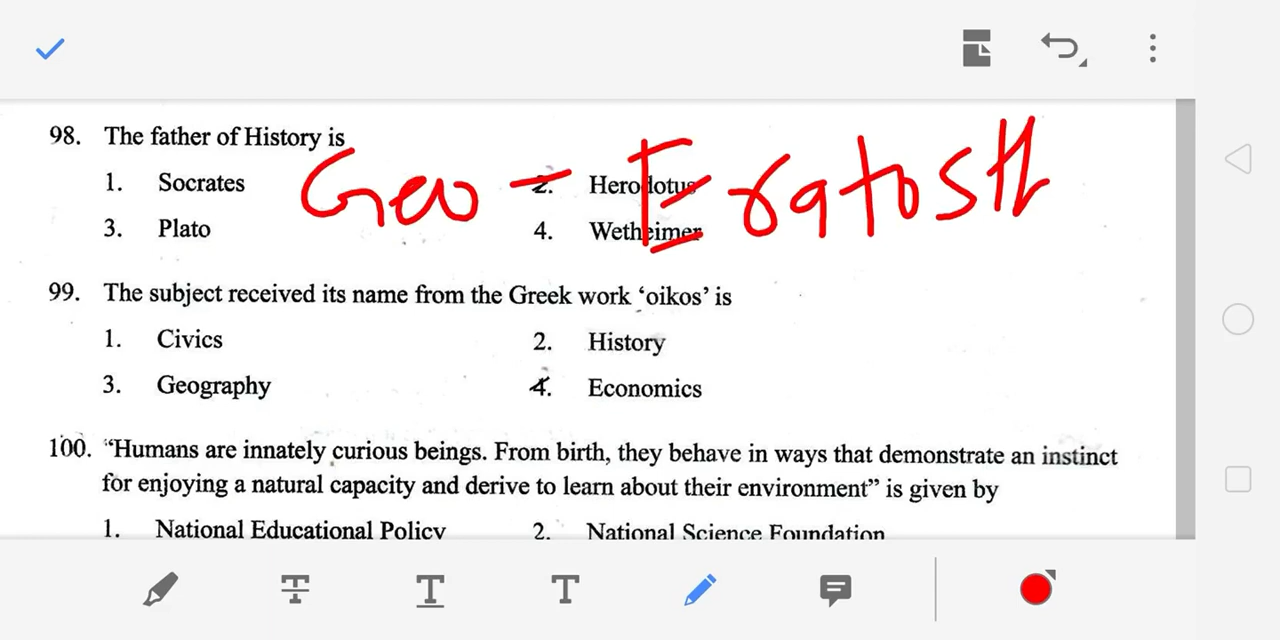 98. The father of History is
1. Socrates 2. Herodotus
3. Plato 4. Wetheimer
Geo - Eratosth
99. The subject received its name from the Greek work ‘oikos’ is
1. Civics 2. History
3. Geography 4. Economics
100. “Humans are innately curious beings. From birth, they behave in ways that demonstrate an instinct
for enjoying a natural capacity and derive to learn about their environment” is given by
1. National Educational Policy 2. National Science Foundation
T T T